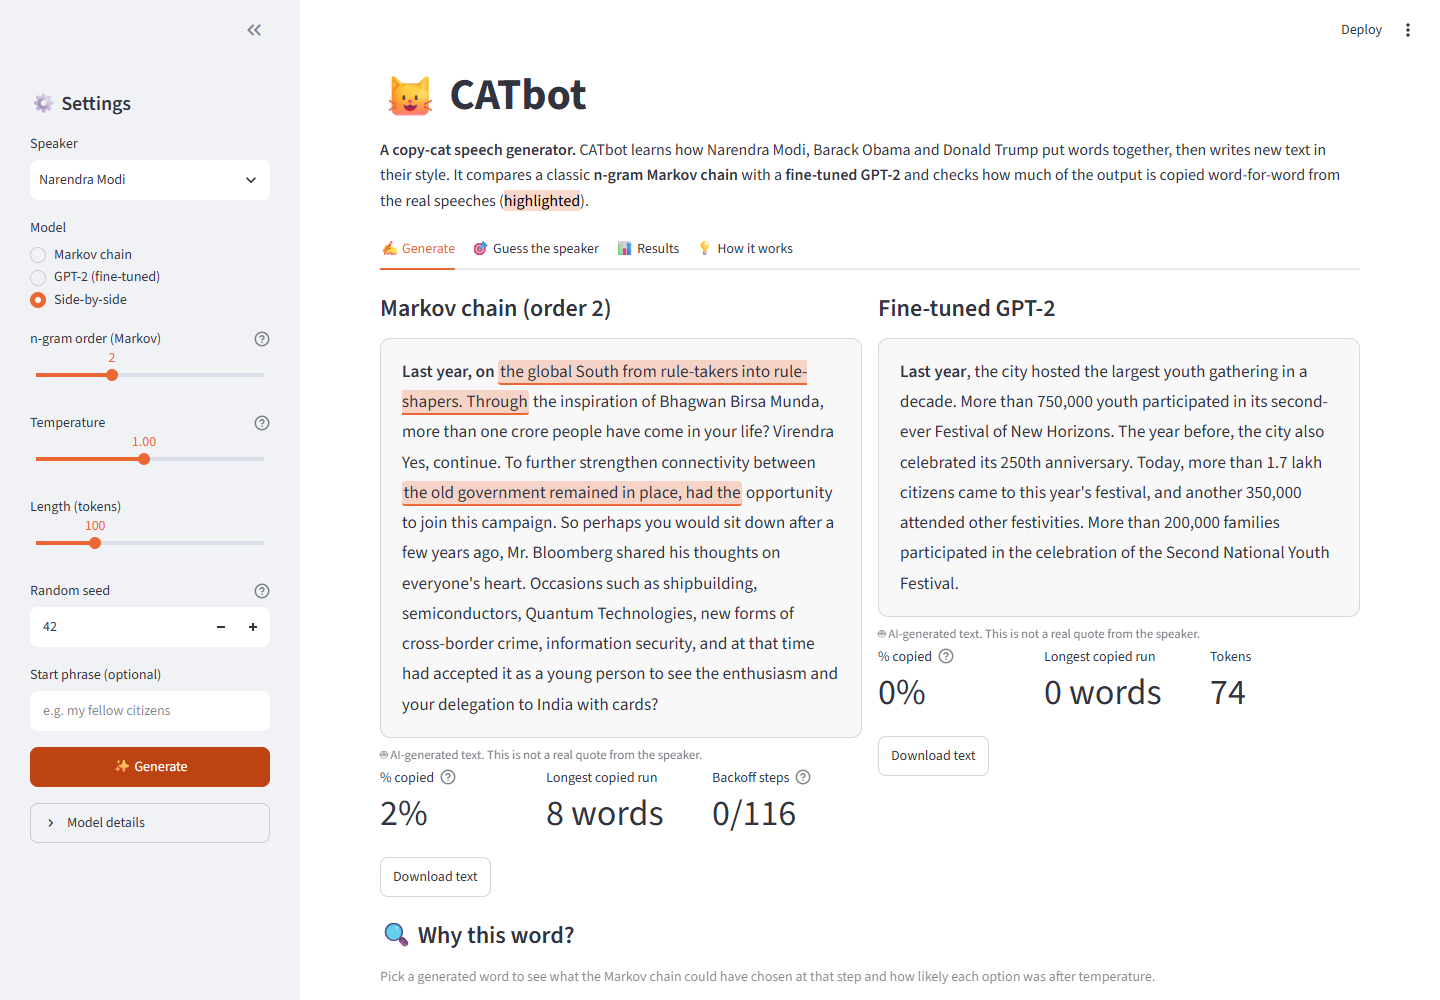 Deploy
Settings
Speaker
Narendra Modi
Model
Markov chain
GPT-2 (fine-tuned)
Side-by-side
n-gram order (Markov)
2
Temperature
1.00
Length (tokens)
100
Random seed
42
Start phrase (optional)
e.g. my fellow citizens
✨ Generate
Model details
CATbot
A copy-cat speech generator. CATbot learns how Narendra Modi, Barack Obama and Donald Trump put words together, then writes new text in
their style. It compares a classic n-gram Markov chain with a fine-tuned GPT-2 and checks how much of the output is copied word-for-word from
the real speeches (highlighted).
Generate
Guess the speaker
Results
How it works
Markov chain (order 2)
Last year, on the global South from rule-takers into rule-
shapers. Through the inspiration of Bhagwan Birsa Munda,
more than one crore people have come in your life? Virendra
Yes, continue. To further strengthen connectivity between
the old government remained in place, had the opportunity
to join this campaign. So perhaps you would sit down after a
few years ago, Mr. Bloomberg shared his thoughts on
everyone's heart. Occasions such as shipbuilding,
semiconductors, Quantum Technologies, new forms of
cross-border crime, information security, and at that time
had accepted it as a young person to see the enthusiasm and
your delegation to India with cards?
AI-generated text. This is not a real quote from the speaker.
% copied
2%
Longest copied run
8 words
Backoff steps
0/116
Download text
Fine-tuned GPT-2
Last year, the city hosted the largest youth gathering in a
decade. More than 750,000 youth participated in its second-
ever Festival of New Horizons. The year before, the city also
celebrated its 250th anniversary. Today, more than 1.7 lakh
citizens came to this year's festival, and another 350,000
attended other festivities. More than 200,000 families
participated in the celebration of the Second National Youth
Festival.
AI-generated text. This is not a real quote from the speaker.
% copied
0%
Longest copied run
0 words
Tokens
74
Download text
Why this word?
Pick a generated word to see what the Markov chain could have chosen at that step and how likely each option was after temperature.